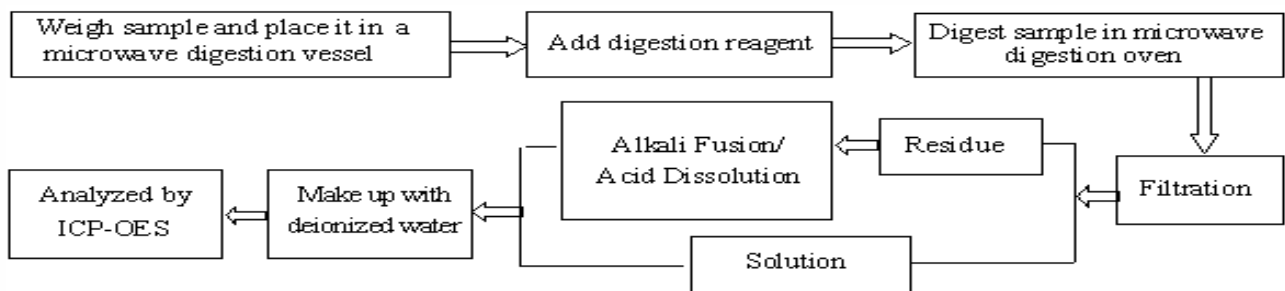 Weigh sample and place it in a
microwave digestion vessel
Add digestion reagent
Digest sample in microwave
digestion oven
Filtration
Residue
Alkali Fusion/
Acid Dissolution
Solution
Make up with
deionized water
Analyzed by
ICP-OES